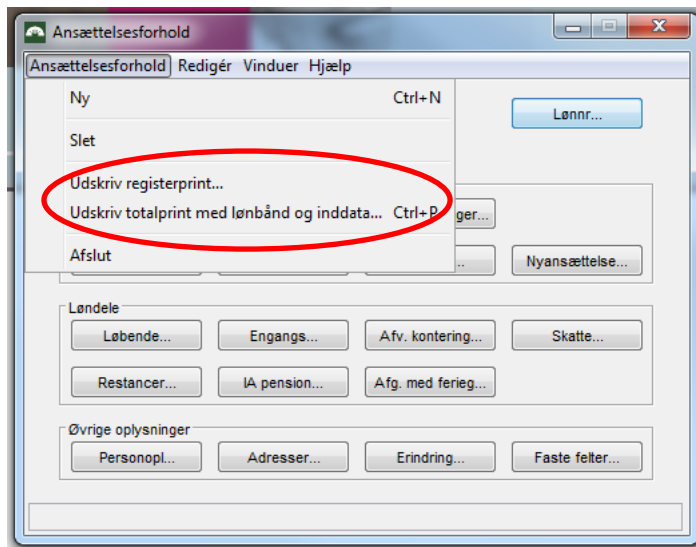 Ansættelsesforhold
Ansættelsesforhold Redigér Vinduer Hjælp
Ny Ctrl+N
Lønnr...
Slet
Udskriv registerprint...
Udskriv totalprint med lønbånd og inddata... Ctrl+P
ger...
Afslut
...
Nyansættelse...
Løndele
Løbende... Engangs... Afv. kontering... Skatte...
Restancer... IA pension... Afg. med ferieg...
Øvrige oplysninger
Personopl... Adresser... Erindring... Faste felter...